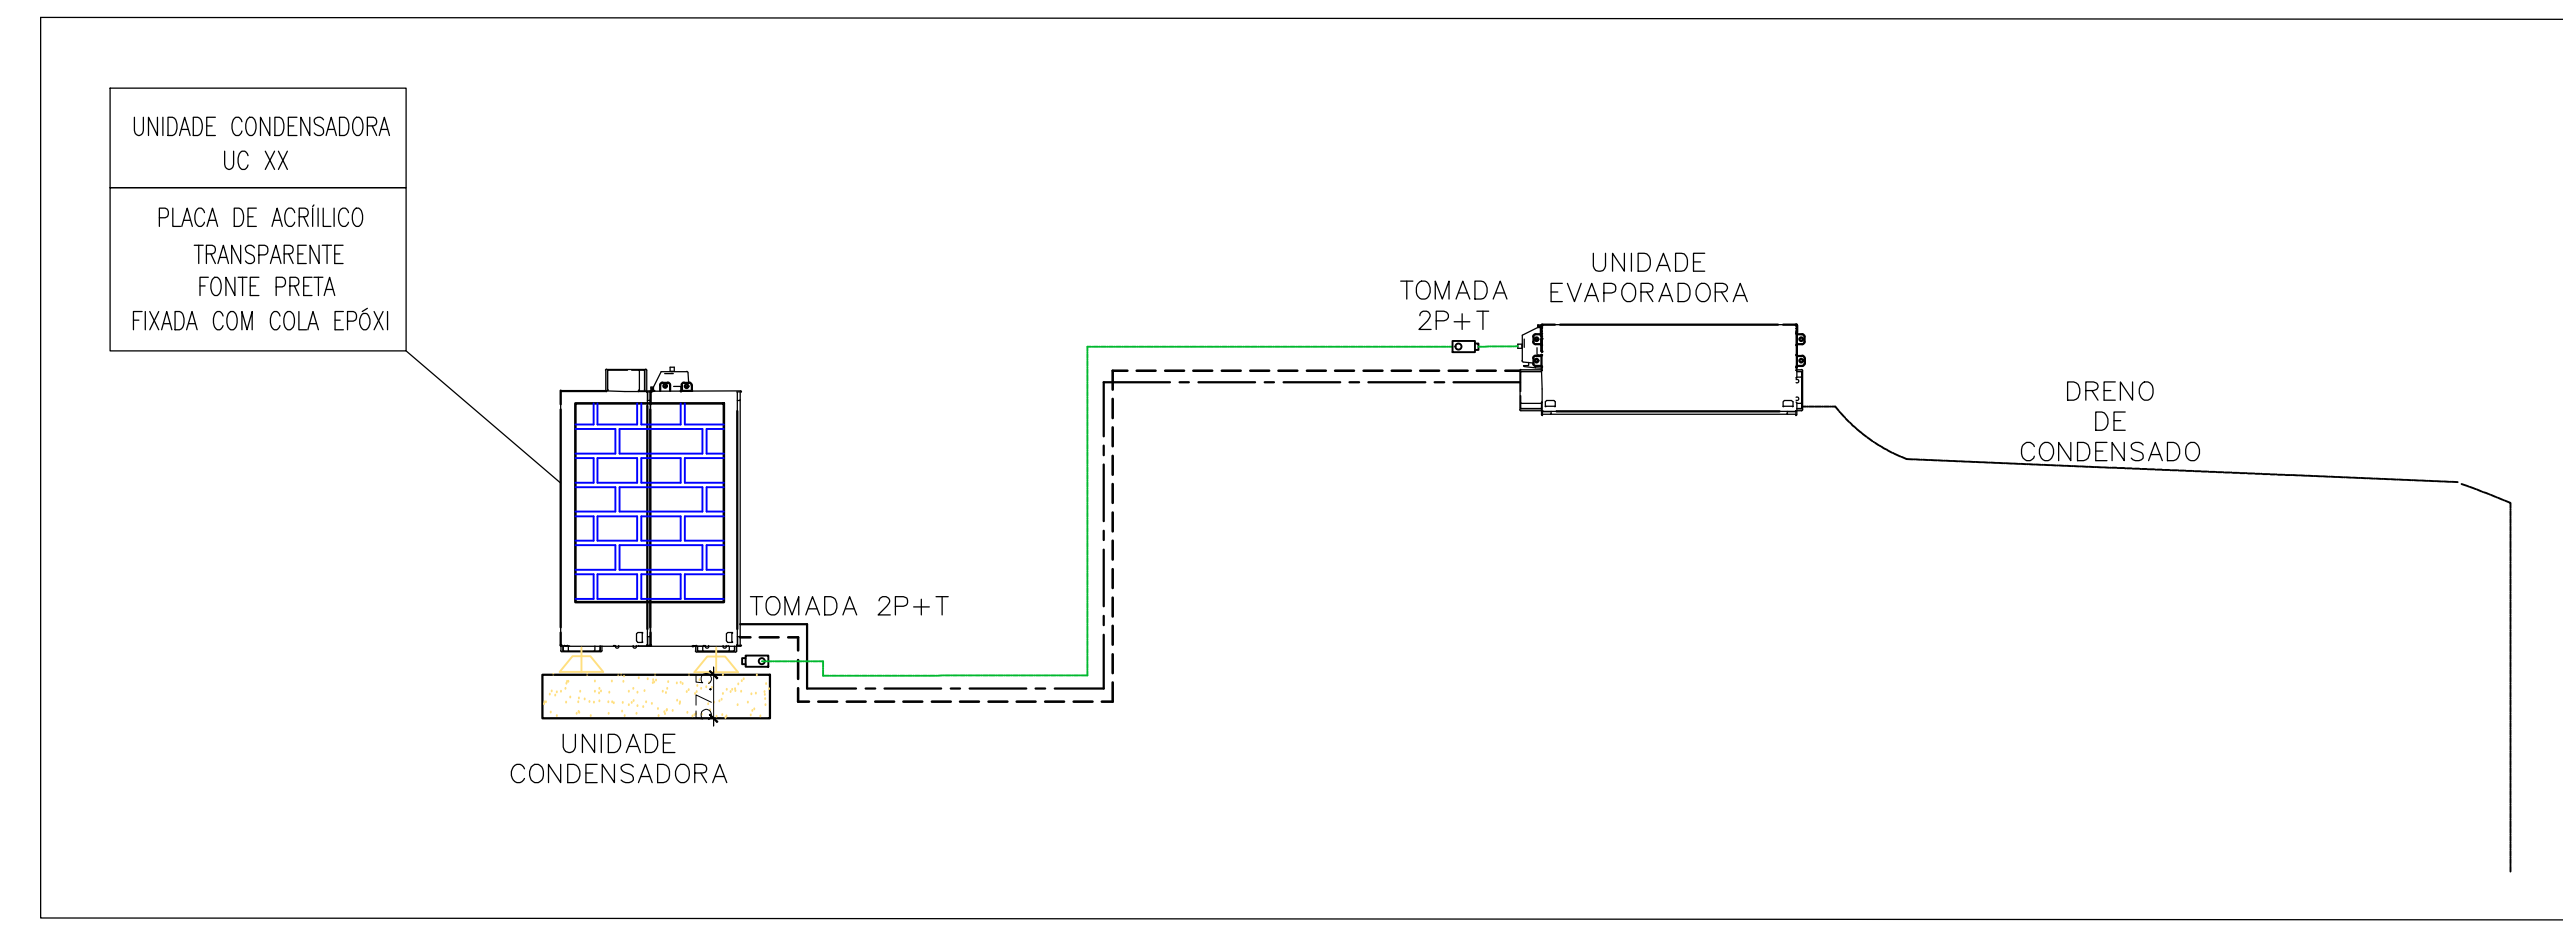 UNIDADE CONDENSADORA
UC XX
PLACA DE ACRÍILICO
TRANSPARENTE
FONTE PRETA
FIXADA COM COLA EPÓXI
UNIDADE
EVAPORADORA
TOMADA
2P+T
DRENO
DE
CONDENSADO
TOMADA 2P+T
UNIDADE
CONDENSADORA